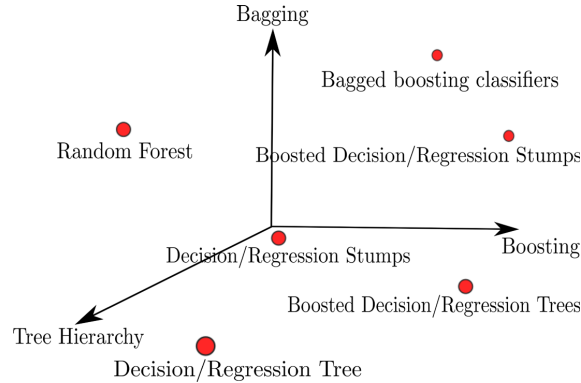 Bagging
Bagged boosting classifiers
Random Forest
Boosted Decision/Regression Stumps
Boosting
Decision/Regression Stumps
Boosted Decision/Regression Trees
Tree Hierarchy
Decision/Regression Tree